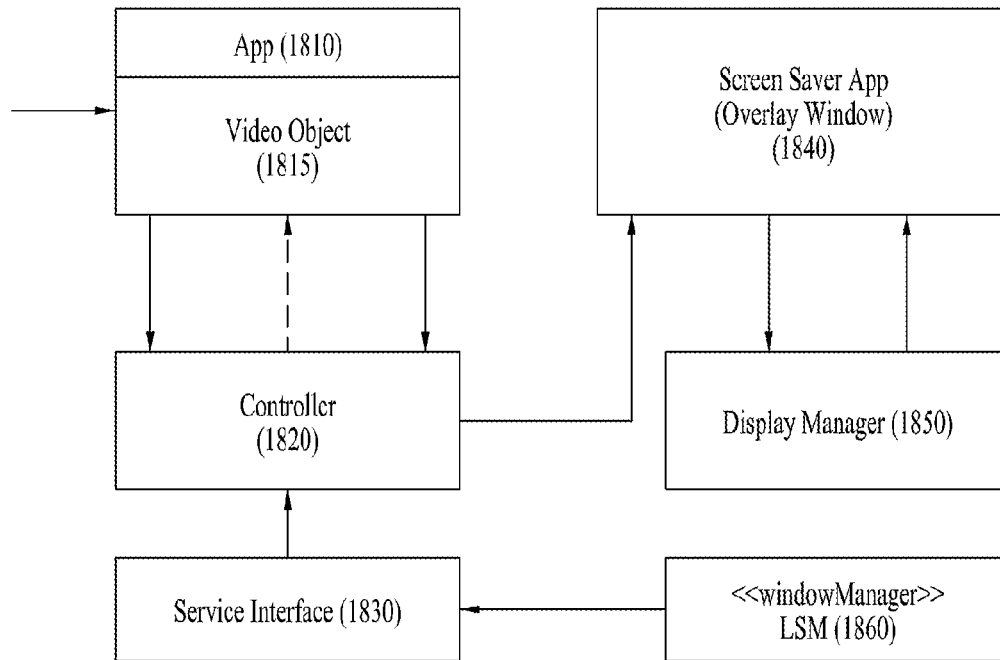 App (1810)
Video Object
(1815)
Screen Saver App
(Overlay Window)
(1840)
Controller
(1820)
Display Manager (1850)
Service Interface (1830)
<<windowManager>>
LSM (1860)